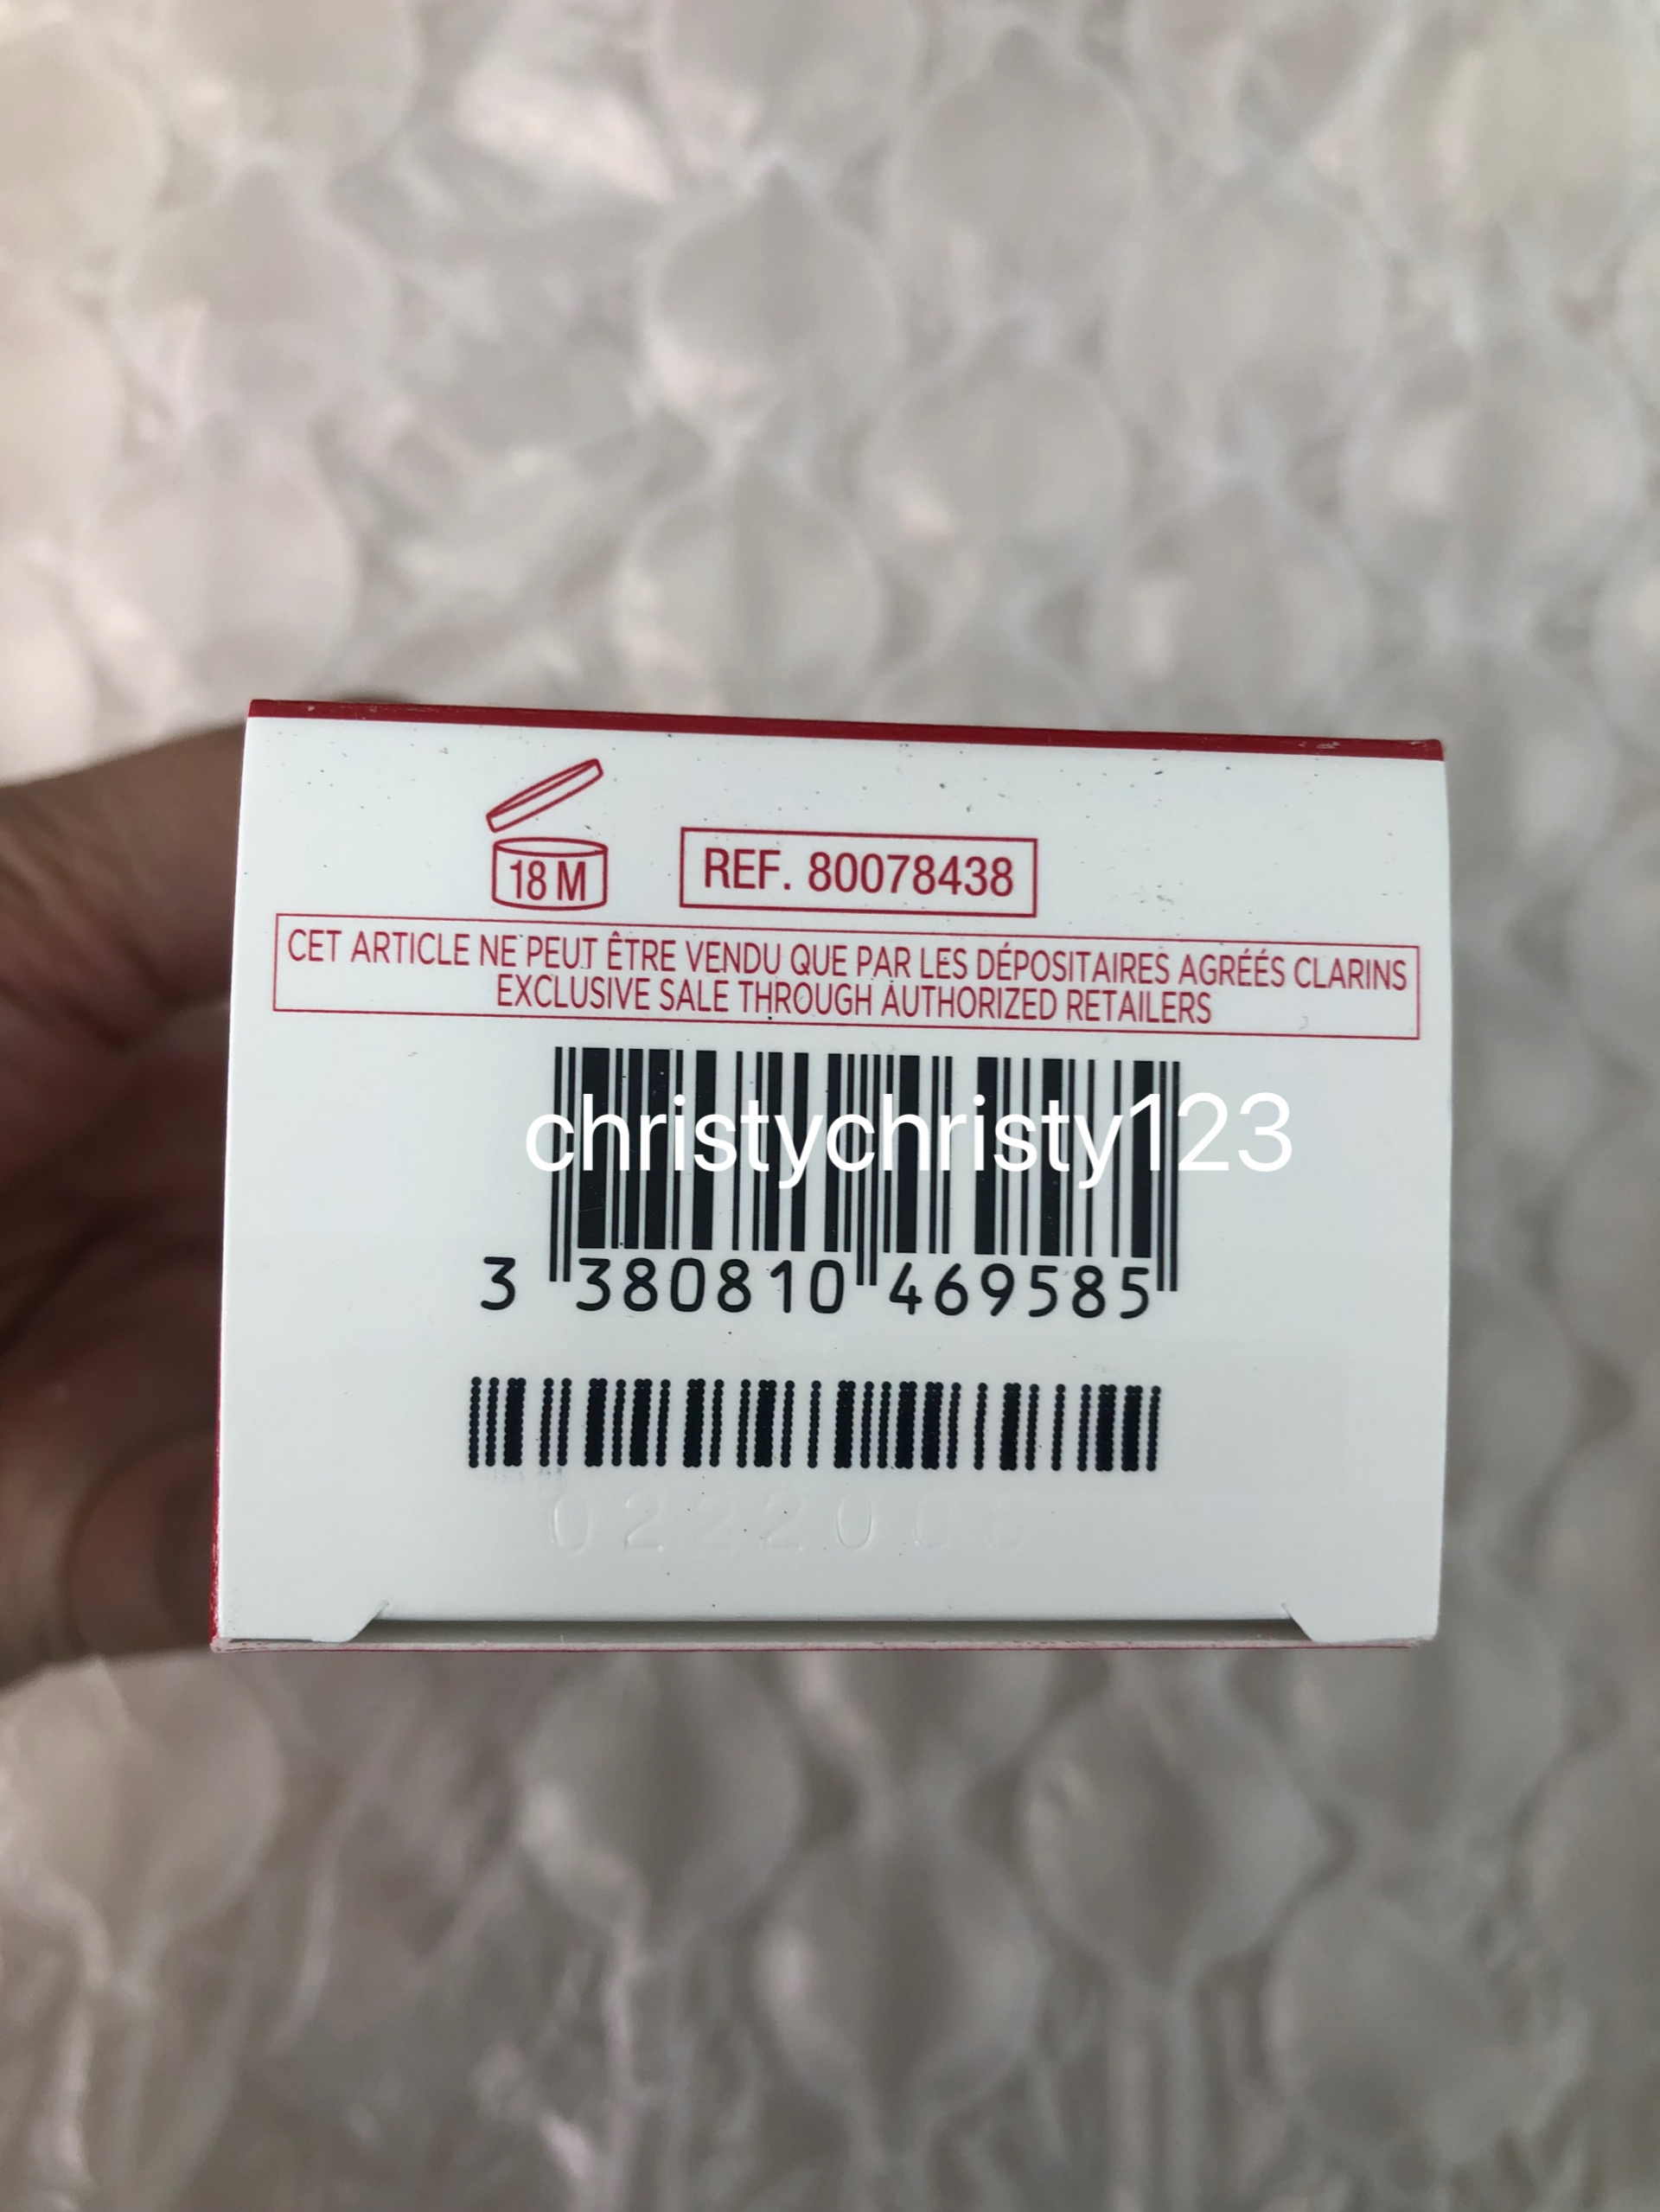 18 M
REF. 80078438
CET ARTICLE NE PEUT ÊTRE VENDU QUE PAR LES DÉPOSITAIRES AGRÉÉS CLARINS
EXCLUSIVE SALE THROUGH AUTHORIZED RETAILERS
christychristy123
3 380810 469585
0222006